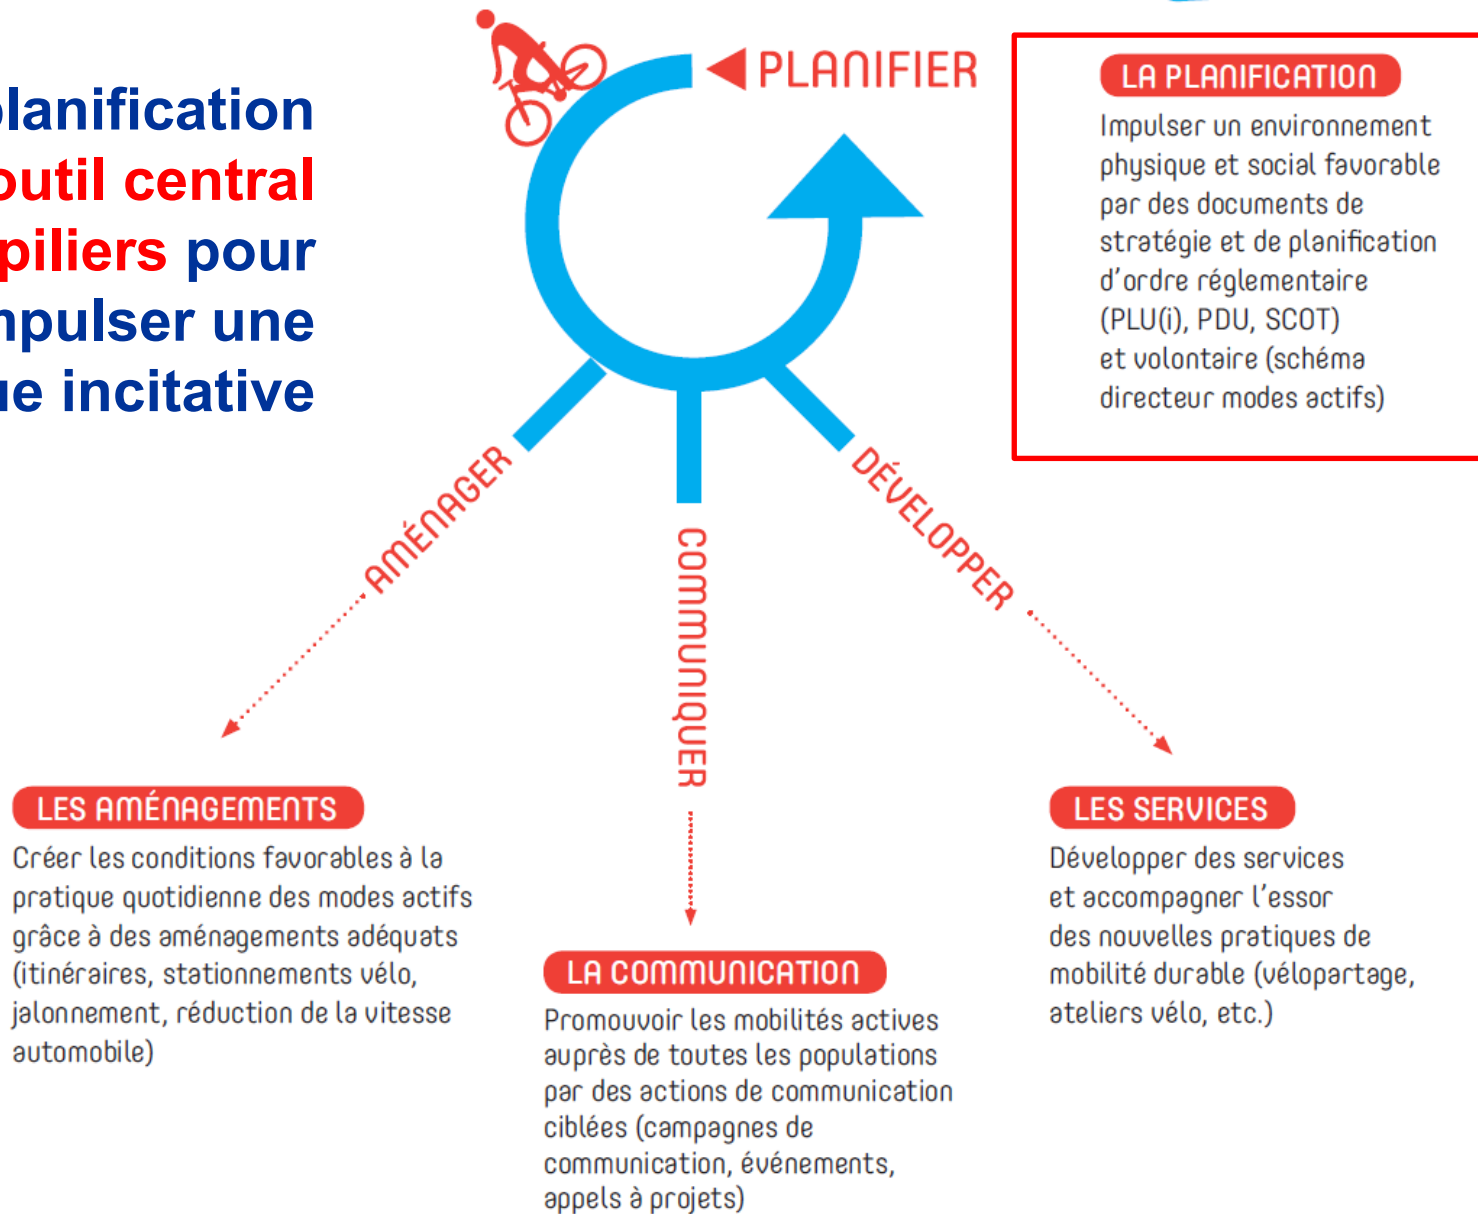 planification
outil central
piliers pour
mpulser une
ue incitative
PLANIFIER
LA PLANIFICATION
Impulser un environnement
physique et social favorable
par des documents de
stratégie et de planification
d'ordre réglementaire
(PLU(i), PDU, SCOT)
et volontaire (schéma
directeur modes actifs)
AMÉNAGER
COMMUNIQUER
DÉVELOPPER
LES AMÉNAGEMENTS
Créer les conditions favorables à la
pratique quotidienne des modes actifs
grâce à des aménagements adéquats
(itinéraires, stationnements vélo,
jalonnement, réduction de la vitesse
automobile)
LA COMMUNICATION
Promouvoir les mobilités actives
auprès de toutes les populations
par des actions de communication
ciblées (campagnes de
communication, événements,
appels à projets)
LES SERVICES
Développer des services
et accompagner l'essor
des nouvelles pratiques de
mobilité durable (vélopartage,
ateliers vélo, etc.)